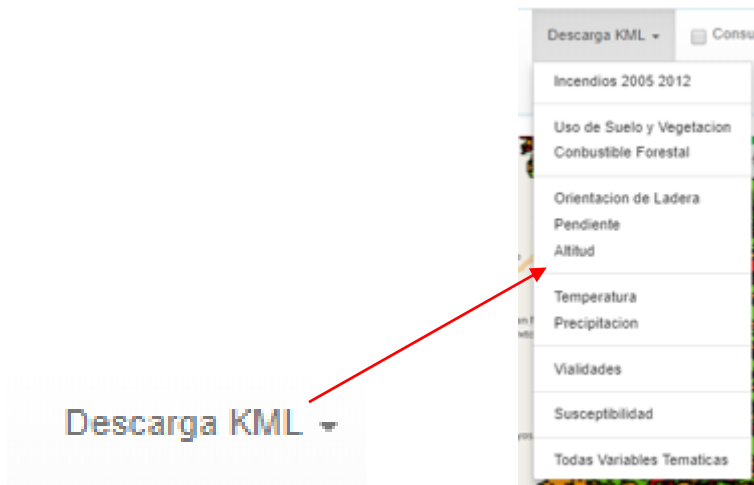 Descarga KML
Consu
Incendios 2005 2012
Uso de Suelo y Vegetacion
Conbustible Forestal
Orientacion de Ladera
Pendiente
Altitud
Temperatura
Precipitacion
Vialidades
Susceptibilidad
Todas Variables Tematicas
Descarga KML